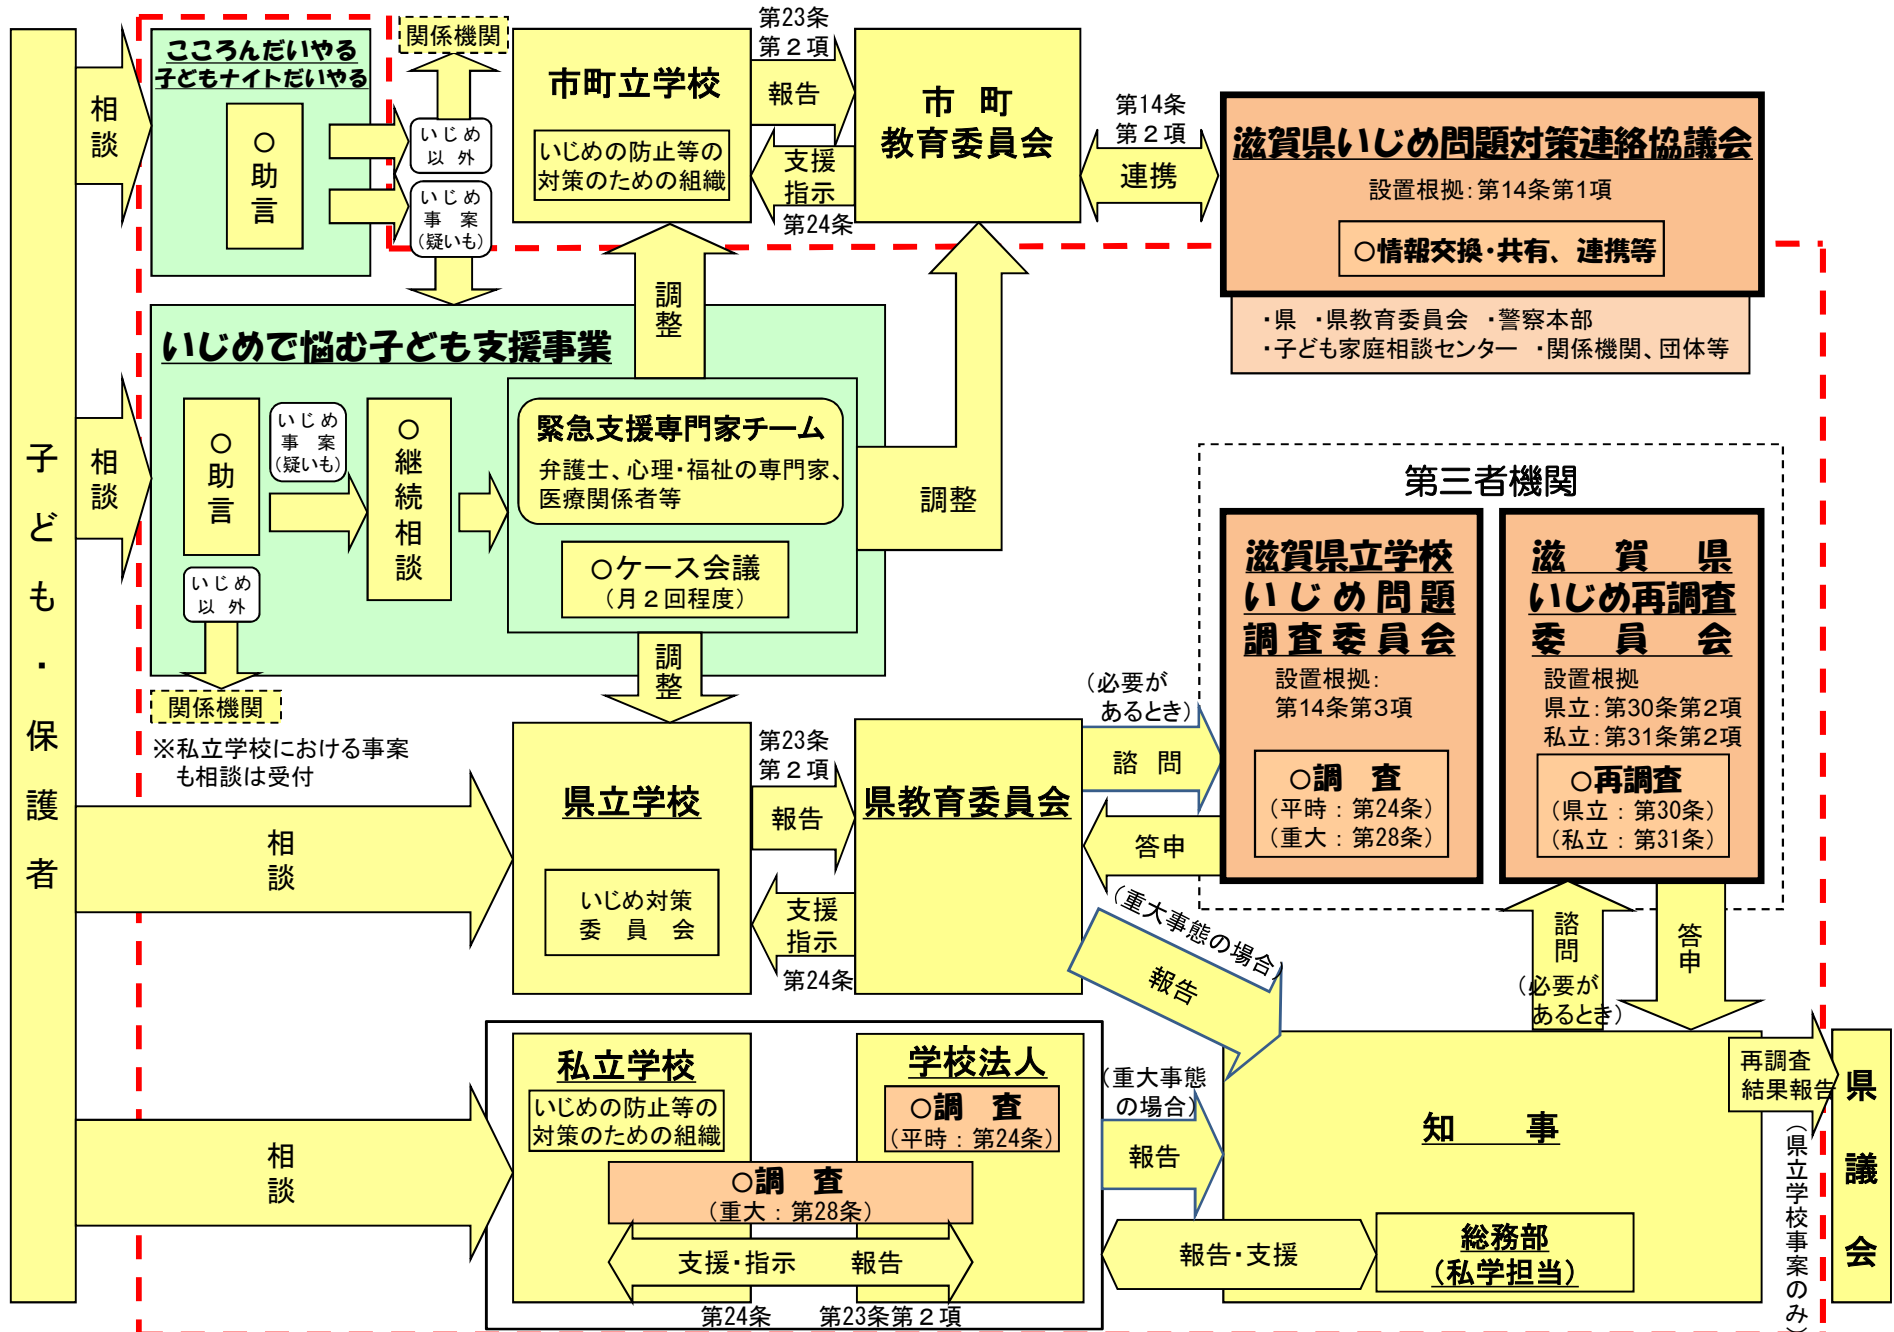 子ども・保護者
相談
こころんだいやる
子どもナイトだいやる
○助言
いじめ
以 外
いじめ
事 案
(疑いも)
関係機関
市町立学校
いじめの防止等の
対策のための組織
第23条
第２項
報告
支援
指示
第24条
市 町
教育委員会
第14条
第２項
連携
滋賀県いじめ問題対策連絡協議会
設置根拠：第14条第1項
○情報交換・共有、連携等
・県 ・県教育委員会 ・警察本部
・子ども家庭相談センター ・関係機関、団体等
相談
いじめで悩む子ども支援事業
○助言
いじめ
事 案
(疑いも)
○継続相談
いじめ
以 外
関係機関
調整
緊急支援専門家チーム
弁護士、心理・福祉の専門家、
医療関係者等
○ケース会議
（月２回程度）
調整
調整
※私立学校における事案
も相談は受付
第三者機関
滋賀県立学校
いじめ問題
調査委員会
設置根拠：
第14条第3項
○調 査
（平時：第24条）
（重大：第28条）
滋 賀 県
いじめ再調査
委 員 会
設置根拠
県立：第30条第２項
私立：第31条第２項
○再調査
（県立：第30条）
（私立：第31条）
相談
県立学校
いじめ対策
委 員 会
第23条
第２項
報告
支援
指示
第24条
県教育委員会
（必要が
あるとき）
諮 問
答申
（重大事態の場合）
報告
諮問
（必要が
あるとき）
答申
相談
私立学校
いじめの防止等の
対策のための組織
学校法人
○調 査
（平時：第24条）
○調 査
（重大：第28条）
支援・指示 報告
第24条 第23条第２項
（重大事態
の場合）
報告
報告・支援
知 事
総務部
（私学担当）
再調査
結果報告
（県立学校事案のみ）
県議会